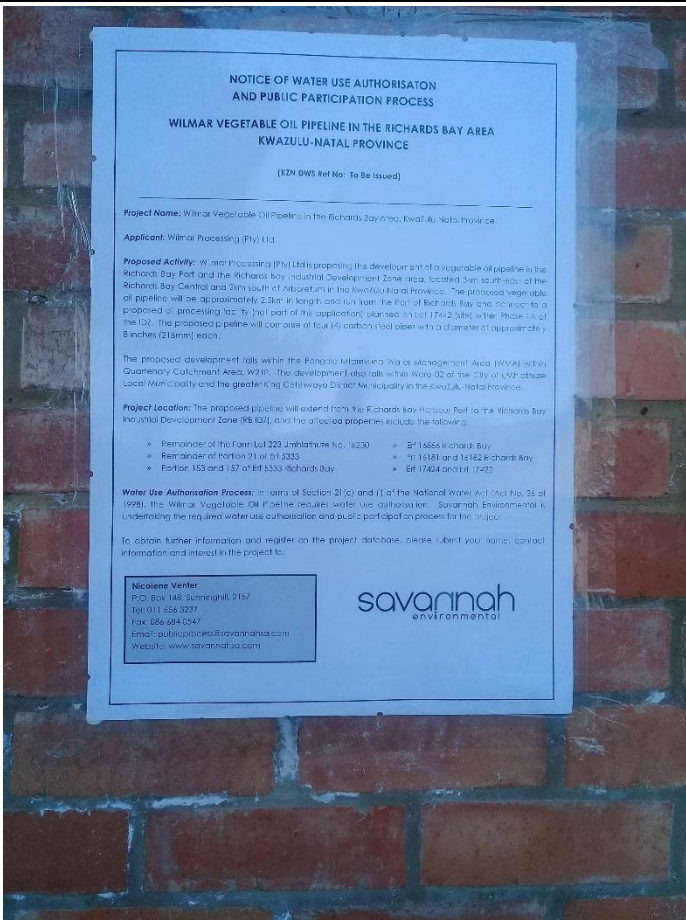 NOTICE OF WATER USE AUTHORISATON
AND PUBLIC PARTICIPATION PROCESS
WILMAR VEGETABLE OIL PIPELINE IN THE RICHARDS BAY AREA
KWAZULU-NATAL PROVINCE
(KZN DWS Ref No: To Be Issued)
Project Name: Wilmar Vegetable Oil Pipeline in the Richards Bay area, KwaZulu-Natal Province
Applicant: Wilmar Processing (Pty) Ltd
Proposed Activity: Wilmar Processing (Pty) Ltd is proposing the development of a vegetable oil pipeline in the
Richards Bay Port and the Richards Bay Industrial Development Zone area, located 3km south-east of the
Richards Bay Central and 2km south of Arboretum in the KwaZulu-Natal Province. The proposed vegetable
oil pipeline will be approximately 2.5km in length and run from the Port of Richards Bay and connect to a
proposed oil processing facility (not part of this application) planned on Lot 17442 (site) within Phase 1A of
the IDZ. The proposed pipeline will comprise of four (4) carbon steel pipes with a diameter of approximately
8 inches (216mm) each.
The proposed development falls within the Pongola Mtamvuna Water Management Area (WMA) within
Quaternary Catchment Area, The development also falls within Ward 02 of the City of uMhlathuze
Local Municipality and the greater King Cetshwayo District Municipality in the KwaZulu-Natal Province.
Project Location: The proposed pipeline will extend from the Richards Bay Harbour Port to the Richards Bay
Industrial Development Zone (RB IDZ), and the affected properties include the following:
» Remainder of the Farm Lot 223 Umhlathuze No. 16230 » Erf 16666 Richards Bay
» Remainder of Portion 21 of Erf 5333 » Erf 16181 and 16182 Richards Bay
» Portion 153 and 157 of Erf 5333 Richards Bay » Erf 17424 and Erf 17422
Water Use Authorisation Process: In terms of Section 21(c) and (i) of the National Water Act (Act No. 36 of
1998), the Wilmar Vegetable Oil Pipeline requires water use authorisation. Savannah Environmental is
undertaking the required water use authorisation and public participation process for the project.
To obtain further information and register on the project database, please submit your name, contact
information and interest in the project to:
Nicolene Venter
P.O. Box 148, Sunninghill, 2157
Tel: 011 656 3237
Fax: 086 684 0547
Email: publicprocess@savannahsa.com
Website: www.savannahsa.com
savannah
environmental